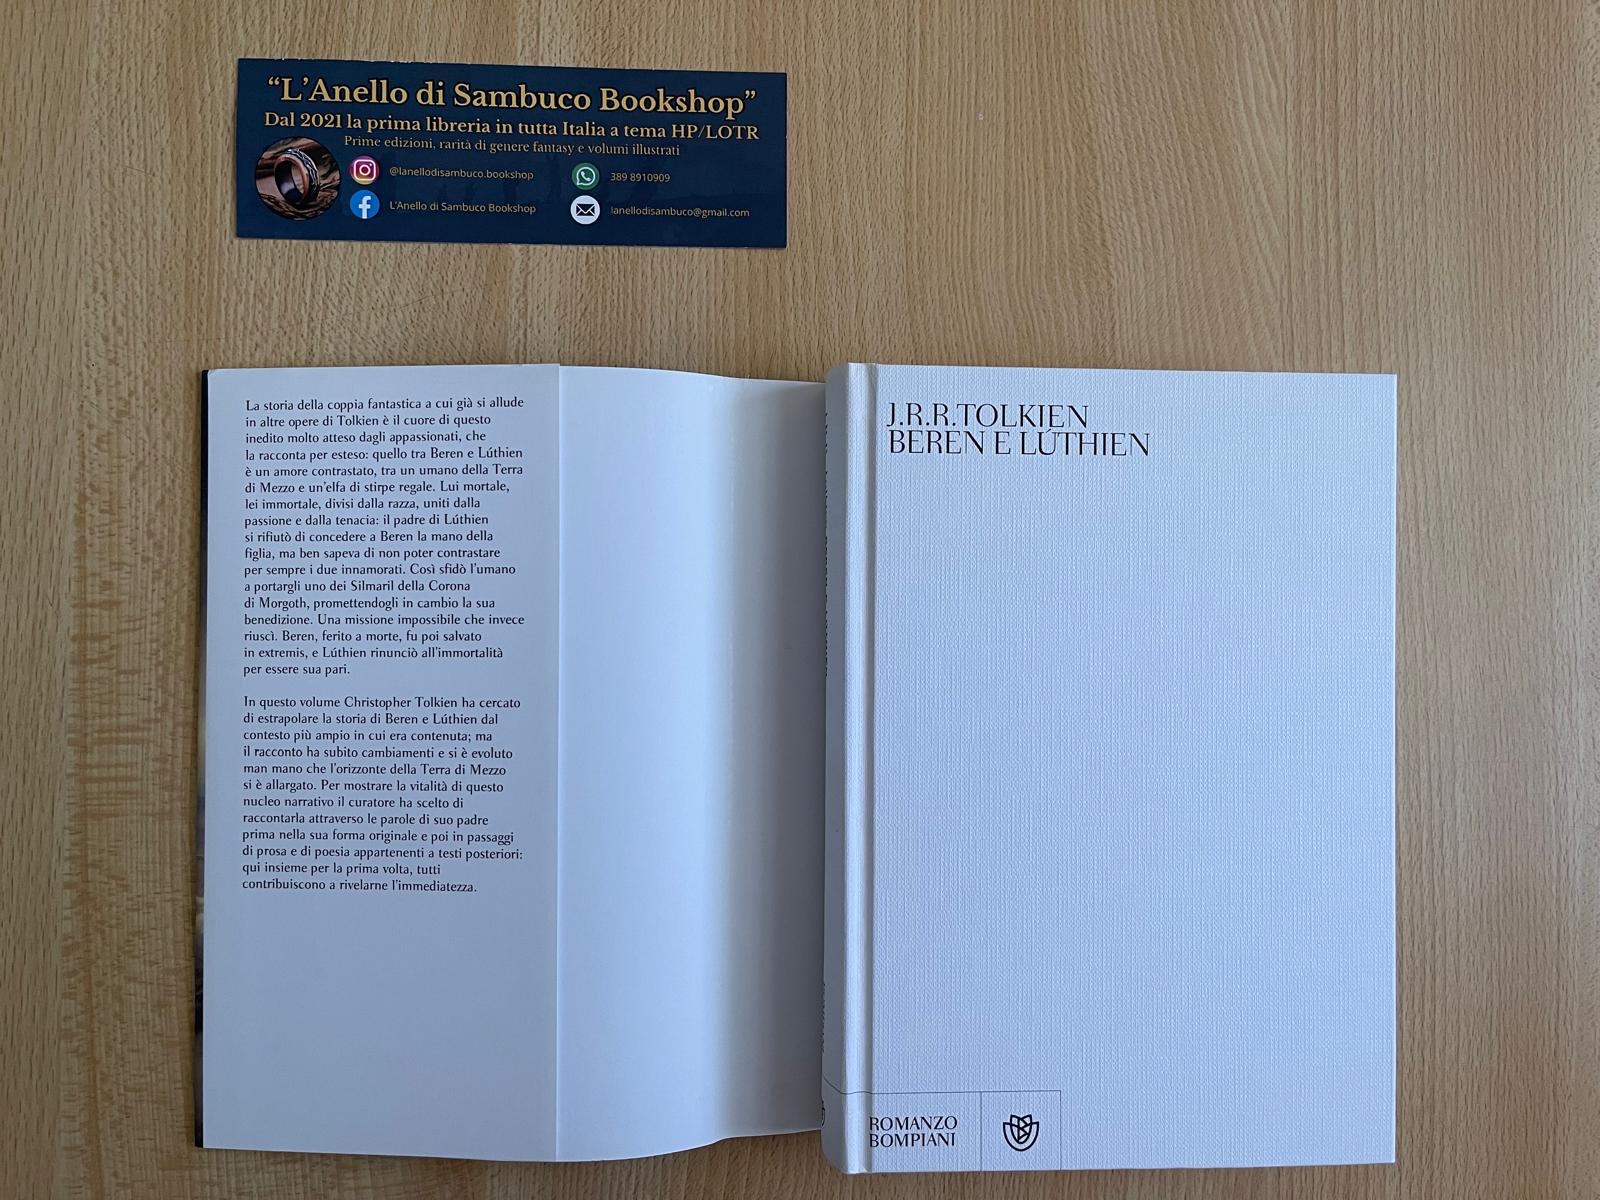 “L’Anello di Sambuco Bookshop”
Dal 2021 la prima libreria in tutta Italia a tema HP/LOTR
Prime edizioni, rarità di genere fantasy e volumi illustrati
@lanellodisambuco.bookshop
389 8910909
L'Anello di Sambuco Bookshop
lanellodisambuco@gmail.com
La storia della coppia fantastica a cui già si allude
in altre opere di Tolkien è il cuore di questo
inedito molto atteso dagli appassionati, che
la racconta per esteso: quello tra Beren e Lúthien
è un amore contrastato, tra un umano della Terra
di Mezzo e un’elfa di stirpe regale. Lui mortale,
lei immortale, divisi dalla razza, uniti dalla
passione e dalla tenacia: il padre di Lúthien
si rifiutò di concedere a Beren la mano della
figlia, ma ben sapeva di non poter contrastare
per sempre i due innamorati. Così sfidò l’umano
a portargli uno dei Silmaril della Corona
di Morgoth, promettendogli in cambio la sua
benedizione. Una missione impossibile che invece
riuscì. Beren, ferito a morte, fu poi salvato
in extremis, e Lúthien rinunciò all’immortalità
per essere sua pari.
In questo volume Christopher Tolkien ha cercato
di estrapolare la storia di Beren e Lúthien dal
contesto più ampio in cui era contenuta; ma
il racconto ha subito cambiamenti e si è evoluto
man mano che l’orizzonte della Terra di Mezzo
si è allargato. Per mostrare la vitalità di questo
nucleo narrativo il curatore ha scelto di
raccontarla attraverso le parole di suo padre
prima nella sua forma originale e poi in passaggi
di prosa e di poesia appartenenti a testi posteriori:
qui insieme per la prima volta, tutti
contribuiscono a rivelarne l’immediatezza.
J.R.R.TOLKIEN
BEREN E LÚTHIEN
ROMANZO
BOMPIANI